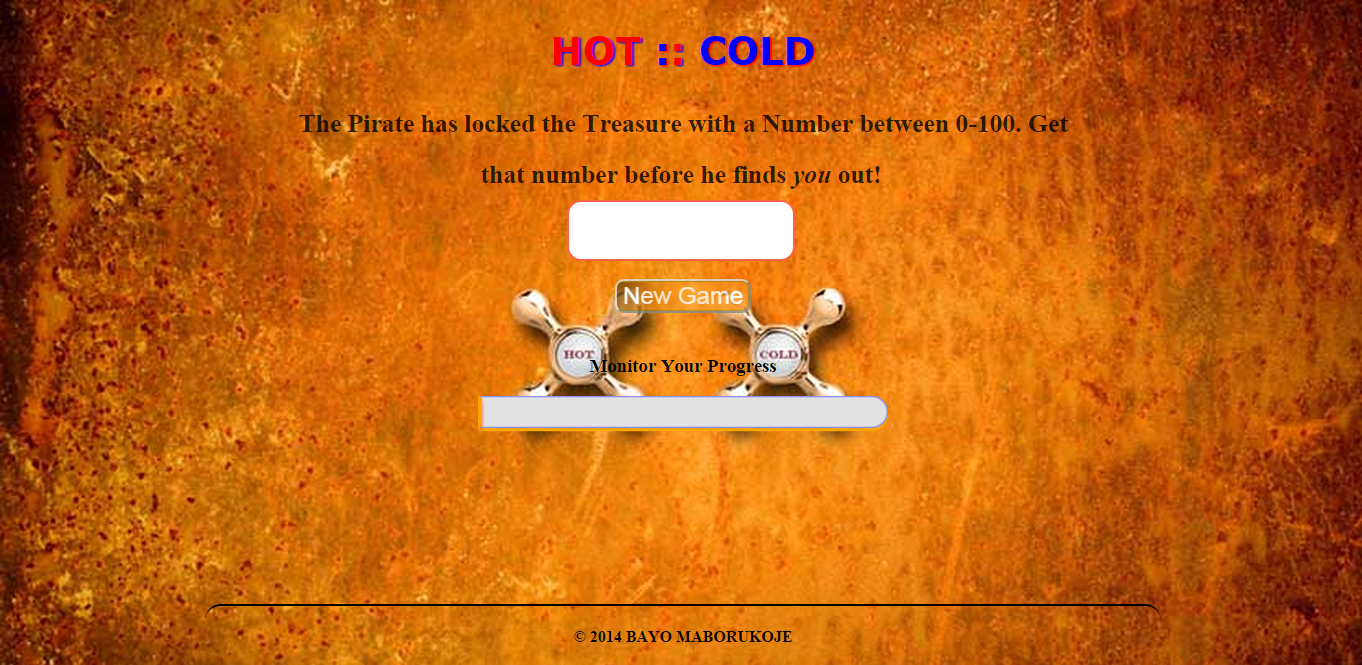 HOT :: COLD
The Pirate has locked the Treasure with a Number between 0-100. Get
that number before he finds you out!
New Game
HOT
COLD
Monitor Your Progress
© 2014 BAYO MABORUKOJE